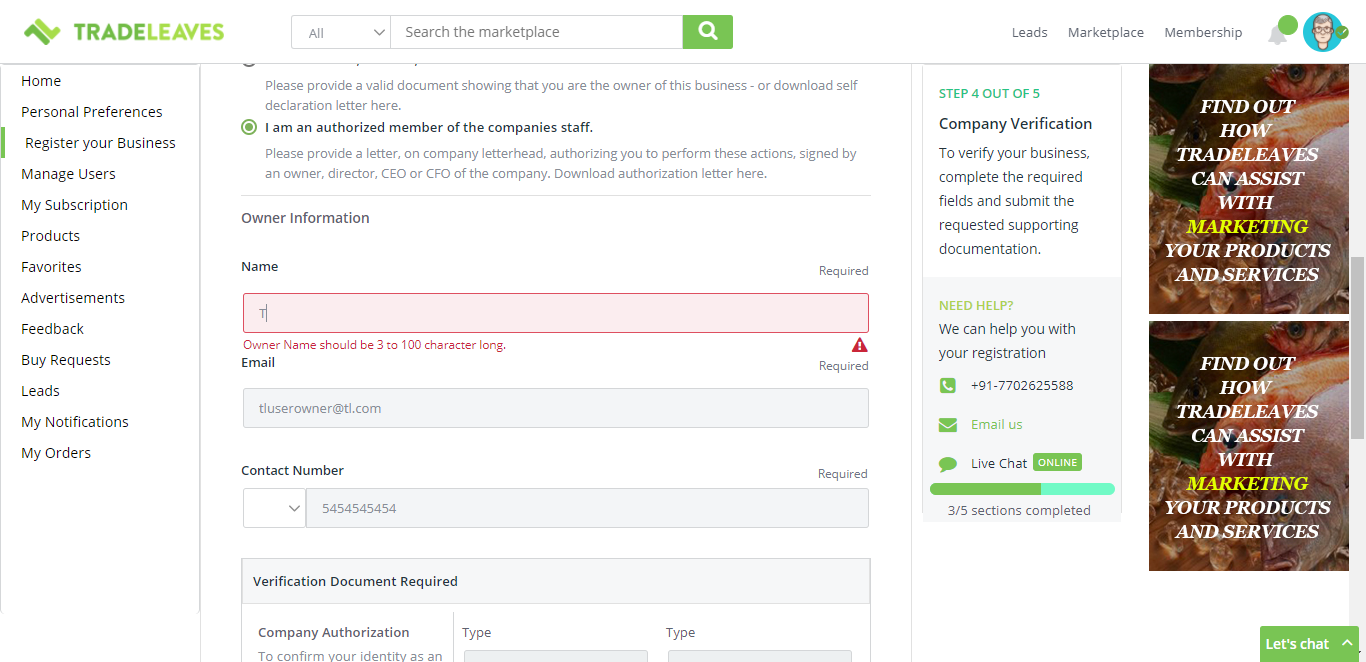 TRADELEAVES
All
Search the marketplace
Leads
Marketplace
Membership
Home
Personal Preferences
Register your Business
Manage Users
My Subscription
Products
Favorites
Advertisements
Feedback
Buy Requests
Leads
My Notifications
My Orders
Please provide a valid document showing that you are the owner of this business - or download self
declaration letter here.
I am an authorized member of the companies staff.
Please provide a letter, on company letterhead, authorizing you to perform these actions, signed by
an owner, director, CEO or CFO of the company. Download authorization letter here.
Owner Information
Name
Required
T
Owner Name should be 3 to 100 character long.
Email
Required
tluserowner@tl.com
Contact Number
Required
5454545454
Verification Document Required
Company Authorization
To confirm your identity as an
Type
Type
STEP 4 OUT OF 5
Company Verification
To verify your business,
complete the required
fields and submit the
requested supporting
documentation.
NEED HELP?
We can help you with
your registration
+91-7702625588
Email us
Live Chat ONLINE
3/5 sections completed
FIND OUT
HOW
TRADELEAVES
CAN ASSIST
WITH
MARKETING
YOUR PRODUCTS
AND SERVICES
FIND OUT
HOW
TRADELEAVES
CAN ASSIST
WITH
MARKETING
YOUR PRODUCTS
AND SERVICES
Let's chat